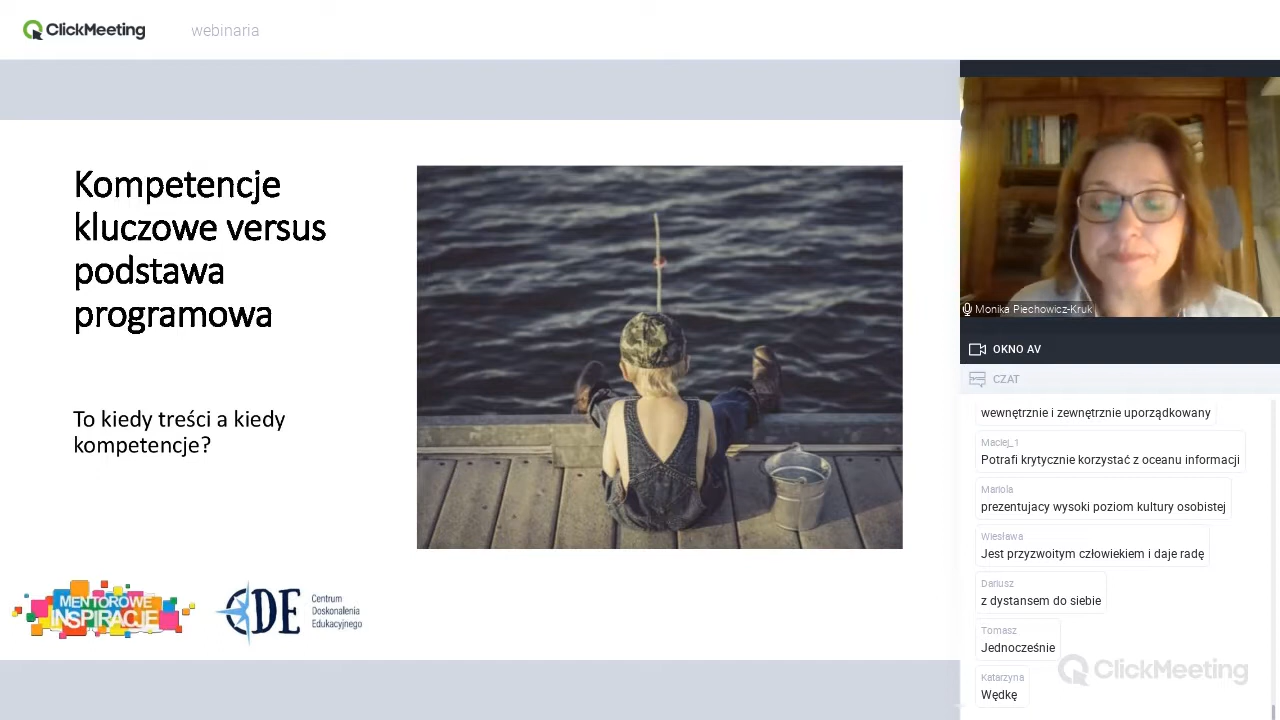 ClickMeeting
webinaria
Kompetencje
kluczowe versus
podstawa
programowa
To kiedy treści a kiedy
kompetencje?
MENTOROWE
INSPIRACJE
CDE
Centrum
Doskonalenia
Edukacyjnego
Monika Piechowicz-Kruk
OKNO AV
CZAT
wewnętrznie i zewnętrznie uporządkowany
Maciej_1
Potrafi krytycznie korzystać z oceanu informacji
Mariola
prezentujacy wysoki poziom kultury osobistej
Wiesława
Jest przyzwoitym człowiekiem i daje radę
Dariusz
z dystansem do siebie
Tomasz
Jednocześnie
Katarzyna
Wędkę
ClickMeeting